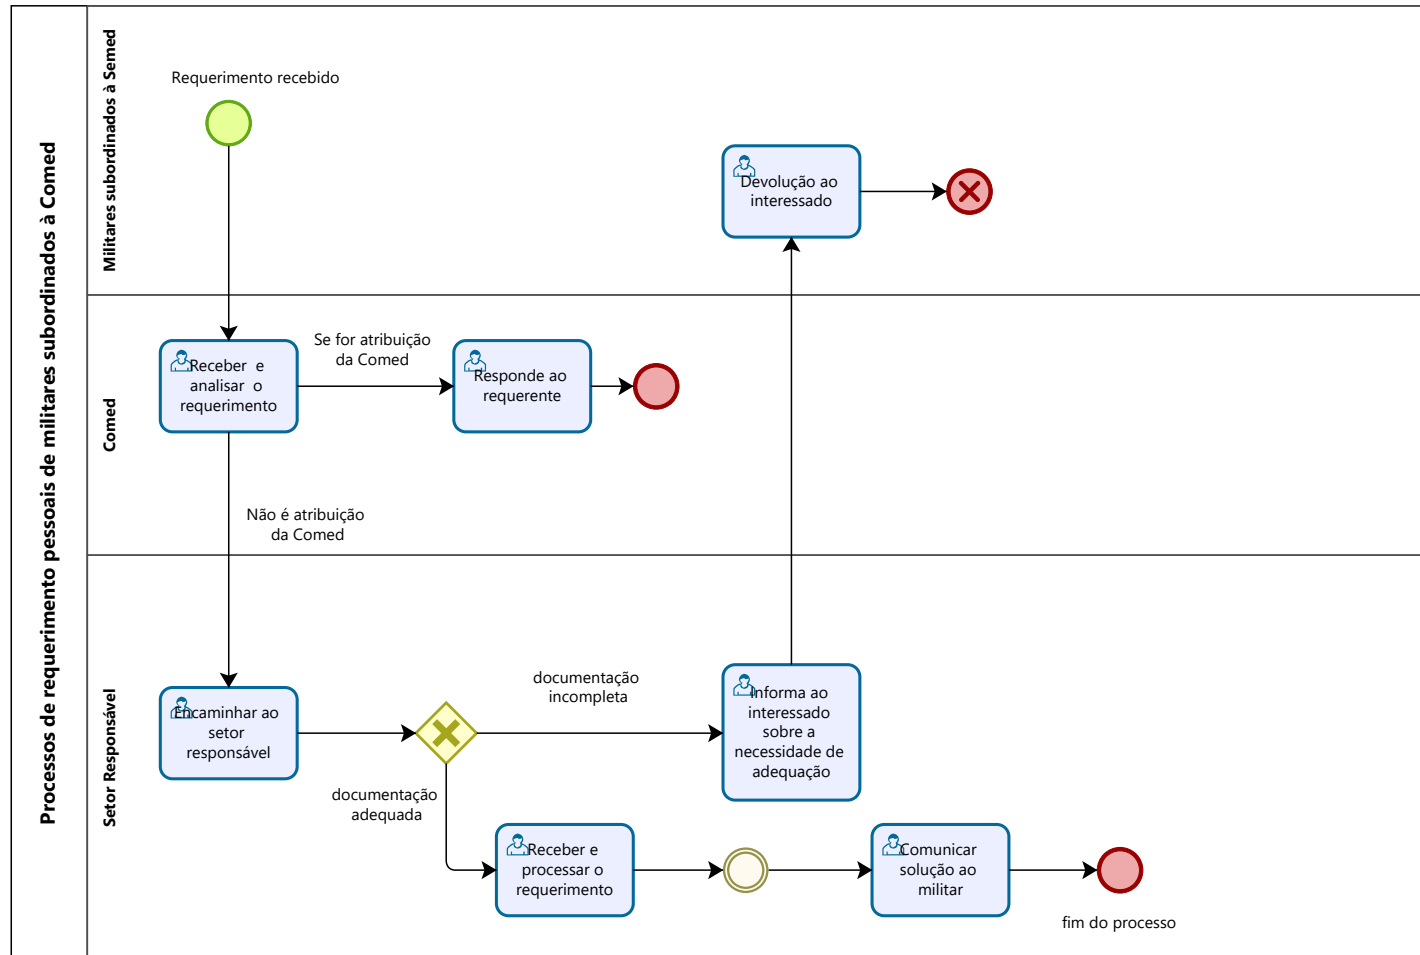 Processos de requerimento pessoais de militares subordinados à Comed
Militares subordinados à Semed
Requerimento recebido
Devolução ao
interessado
Comed
Receber  e
analisar  o
requerimento
Se for atribuição
da Comed
Responde ao
requerente
Não é atribuição
da Comed
Setor Responsável
Encaminhar ao
setor
responsável
documentação
incompleta
Informa ao
interessado
sobre a
necessidade de
adequação
documentação
adequada
Receber e
processar o
requerimento
Comunicar
solução ao
militar
fim do processo